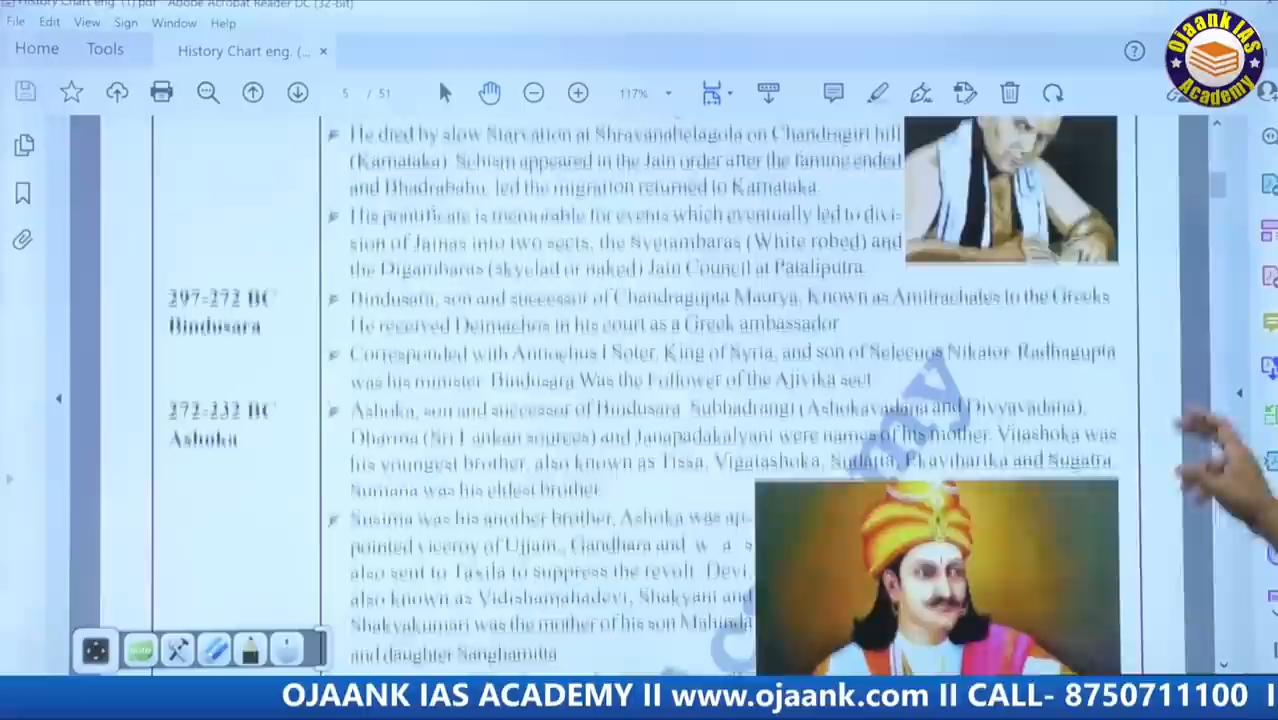 History Chart eng. (1).pdf - Adobe Acrobat Reader DC (32-bit)
File Edit View Sign Window Help
Home Tools History Chart eng. (... ×
5 / 51 117%
Ojaank IAS Academy
He died by slow Starvation at Shravanabelagola on Chandragiri hill
(Karnataka). Schism appeared in the Jain order after the famine ended
and Bhadrabahu, led the migration returned to Karnataka.
His pontificate is memorable for events which eventually led to divi-
sion of Jainas into two sects, the Svetambaras (White robed) and
the Digambaras (skyclad or naked) Jain Council at Pataliputra.
297-272 BC
Bindusara
Bindusara, son and successor of Chandragupta Maurya, Known as Amitrachates to the Greeks.
He received Deimachos in his court as a Greek ambassador
Corresponded with Antiochus I Soter, King of Syria, and son of Seleucus Nikator. Radhagupta
was his minister. Bindusara Was the Follower of the Ajivika sect
272-232 BC
Ashoka
Ashoka, son and successor of Bindusara. Subhadrangi (Ashokavadana and Divyavadana),
Dharma (Sri Lankan sources) and Janapadakalyani were names of his mother. Vitashoka was
his youngest brother, also known as Tissa, Vigatashoka, Sudatta, Ekaviharika and Sugatra.
Sumana was his eldest brother.
Susima was his another brother, Ashoka was ap-
pointed viceroy of Ujjain, Gandhara and w a s
also sent to Taxila to suppress the revolt. Devi,
also known as Vidishamahadevi, Shakyani and
Shakyakumari was the mother of his son Mahinda
and daughter Sanghamitta
OJAANK IAS ACADEMY II www.ojaank.com II CALL- 8750711100 I